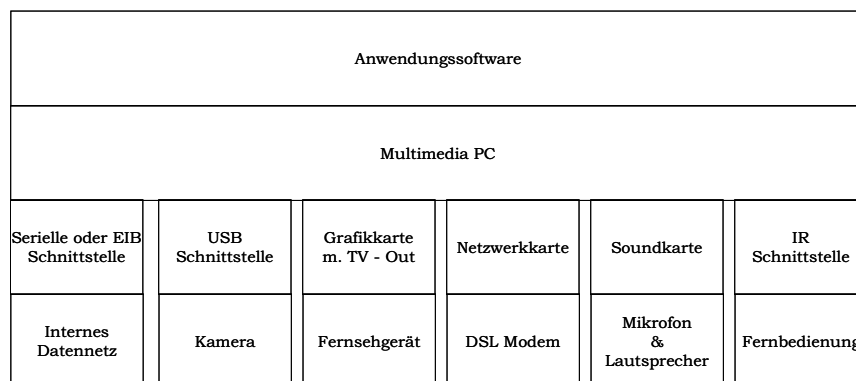 Anwendungssoftware
Multimedia PC
Serielle oder EIB
Schnittstelle
USB
Schnittstelle
Grafikkarte
m. TV - Out
Netzwerkkarte
Soundkarte
IR
Schnittstelle
Internes
Datennetz
Kamera
Fernsehgerät
DSL Modem
Mikrofon
&
Lautsprecher
Fernbedienung